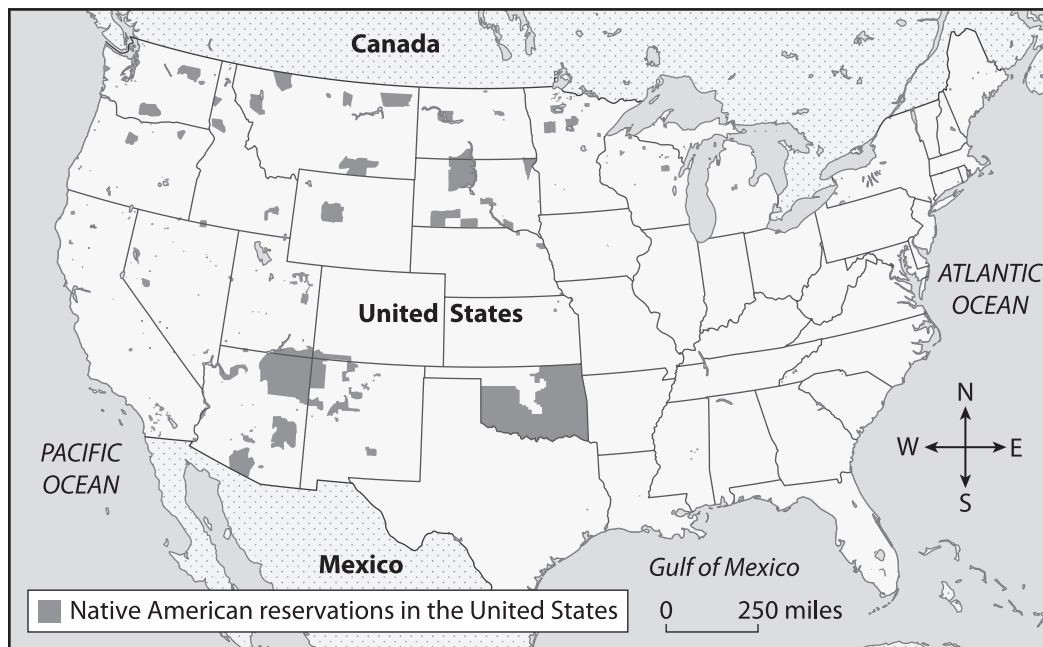 Canada
United States
ATLANTIC
OCEAN
N
W E
S
PACIFIC
OCEAN
Mexico
Gulf of Mexico
Native American reservations in the United States
0 250 miles